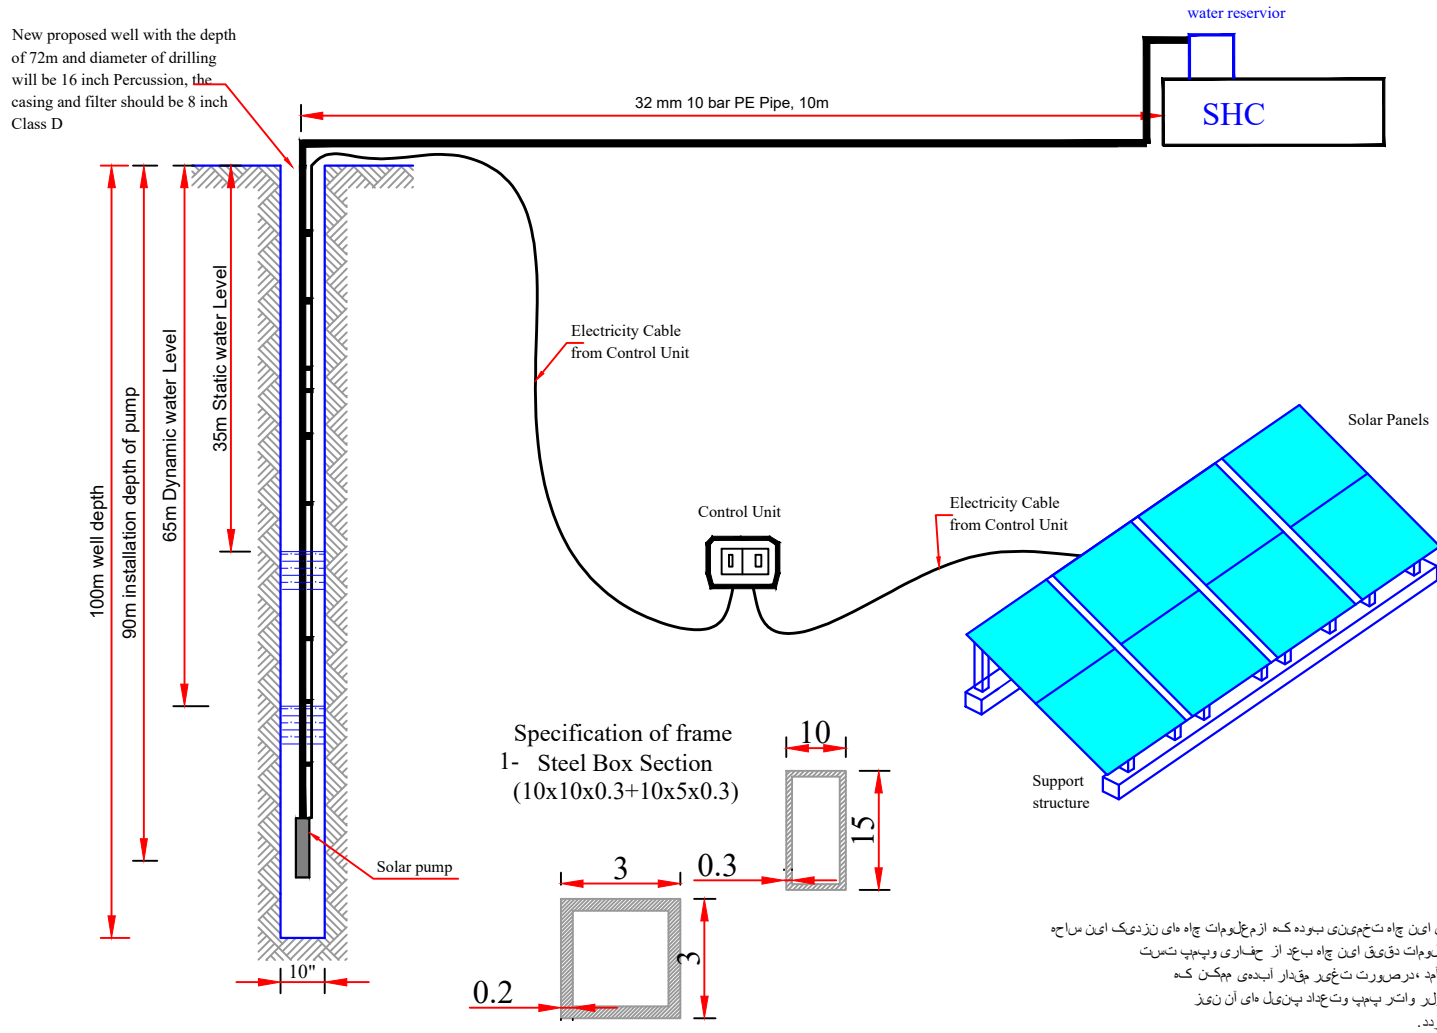 water reservior
New proposed well with the depth
of 72m and diameter of drilling
will be 16 inch Percussion, the
casing and filter should be 8 inch
Class D
32 mm 10 bar PE Pipe, 10m
SHC
100m well depth
90m installation depth of pump
65m Dynamic water Level
35m Static water Level
Electricity Cable
from Control Unit
Solar Panels
Control Unit
Electricity Cable
from Control Unit
Specification of frame
1- Steel Box Section
(10x10x0.3+10x5x0.3)
10
15
0.3
Support
structure
Solar pump
3
3
0.2
10"
این چاه تخمینی بوده که ازمعلومات چاه های نزدیک این ساحه
لومات دقیق این چاه بعد از حفاری وپمپ تست
مد ،درصورت تغیر مقدار آبدهی ممکن که
لر واتر پمپ وتعداد پنیل های آن نیز
ردد.